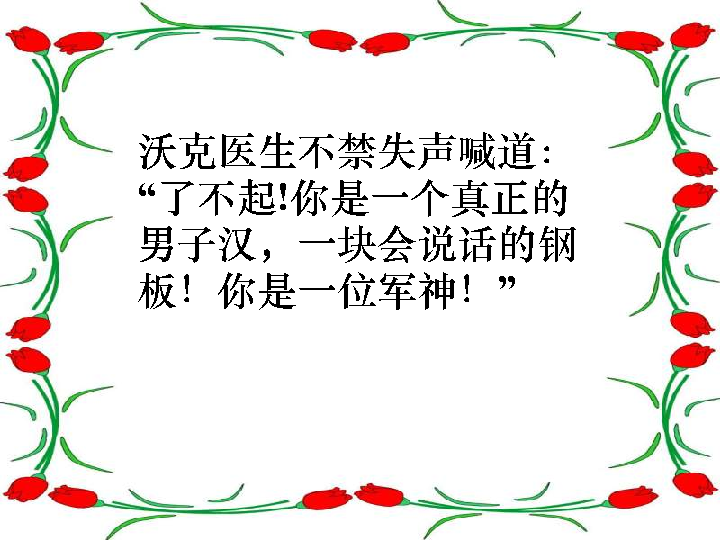 沃克医生不禁失声喊道：
“了不起!你是一个真正的
男子汉，一块会说话的钢
板！你是一位军神！”